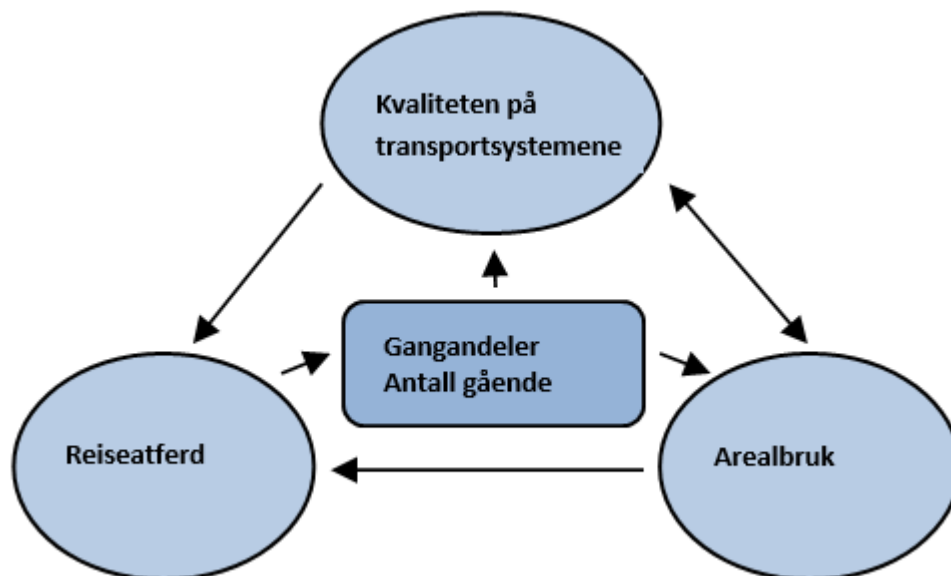 Kvaliteten på
transportsystemene
Gangandeler
Antall gående
Reiseatferd
Arealbruk